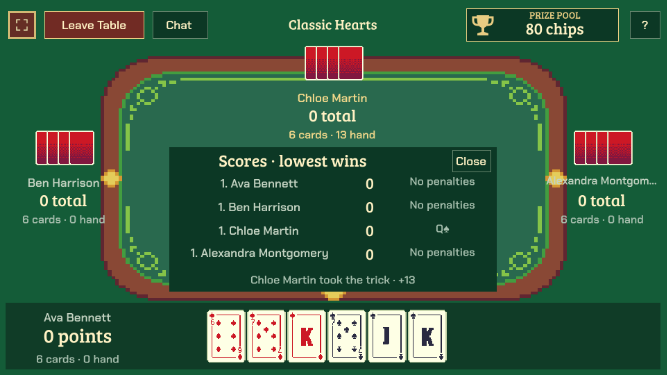 Leave Table
Chat
Classic Hearts
PRIZE POOL
80 chips
?
Chloe Martin
0 total
6 cards · 13 hand
Ben Harrison
0 total
6 cards · 0 hand
Alexandra Montgom...
0 total
6 cards · 0 hand
Scores · lowest wins
Close
1. Ava Bennett 0 No penalties
1. Ben Harrison 0 No penalties
1. Chloe Martin 0 Q♠
1. Alexandra Montgomery 0 No penalties
Chloe Martin took the trick · +13
Ava Bennett
0 points
6 cards · 0 hand
K
J
K